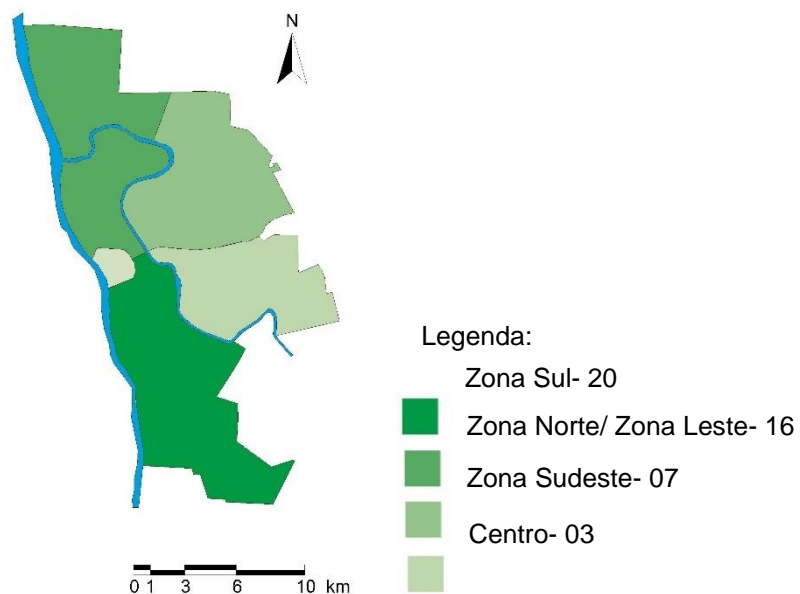 N
Legenda:
Zona Sul- 20
Zona Norte/ Zona Leste- 16
Zona Sudeste- 07
Centro- 03
0 1 3 6 10 km